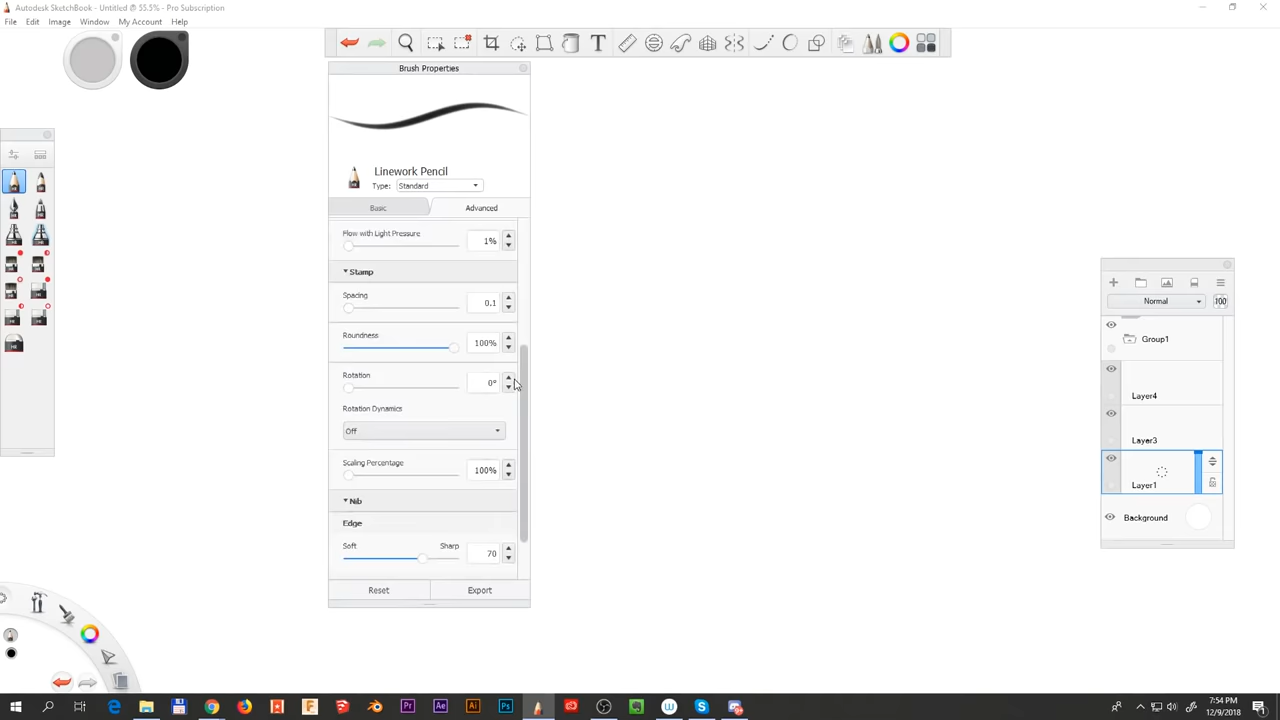 Autodesk SketchBook - Untitled @ 55.5% - Pro Subscription
File Edit Image Window My Account Help
Brush Properties
Linework Pencil
Type: Standard
Basic Advanced
Flow with Light Pressure
1%
Stamp
Spacing
0.1
Roundness
100%
Rotation
0°
Rotation Dynamics
Off
Scaling Percentage
100%
Nib
Edge
Soft Sharp
70
Reset Export
Normal 100
Group1
Layer4
Layer3
Layer1
Background
7:54 PM
12/9/2018